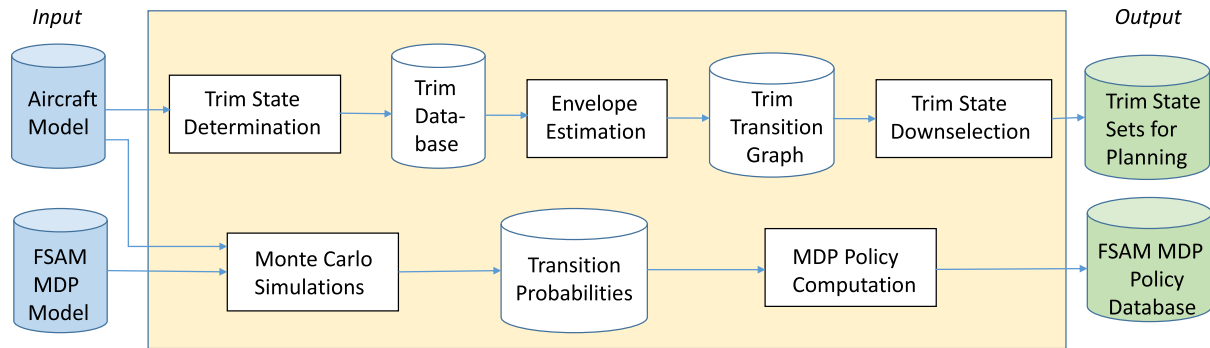 Input
Output
Aircraft
Model
Trim State
Determination
Trim
Data-
base
Envelope
Estimation
Trim
Transition
Graph
Trim State
Downselection
Trim State
Sets for
Planning
FSAM
MDP
Model
Monte Carlo
Simulations
Transition
Probabilities
MDP Policy
Computation
FSAM MDP
Policy
Database